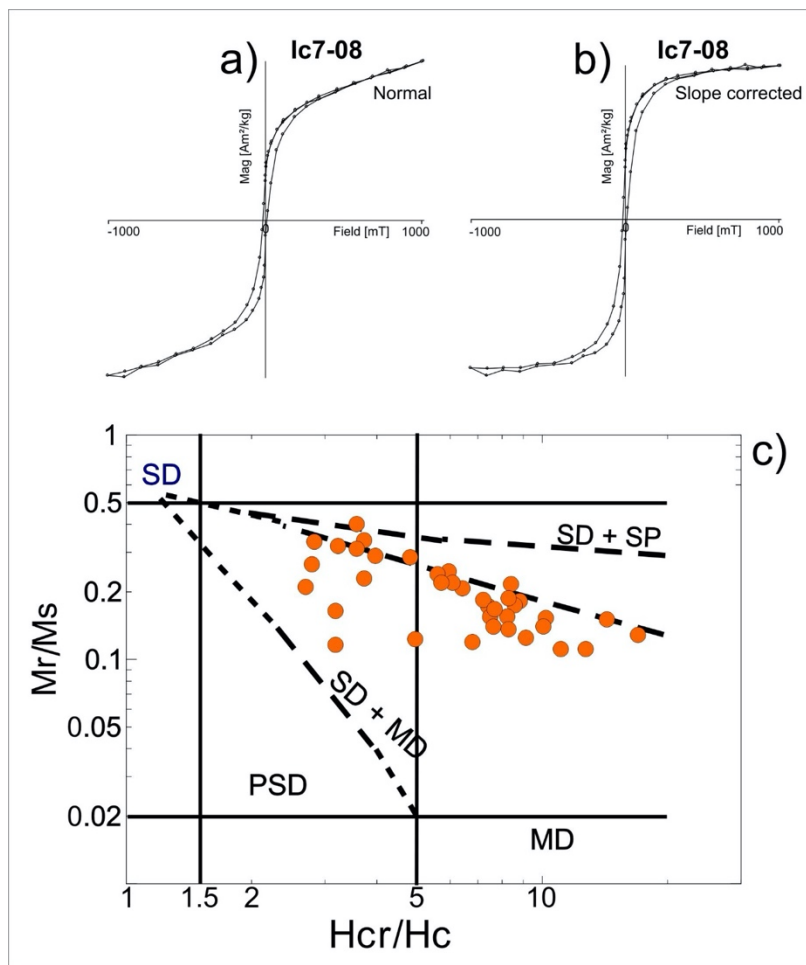 a)
Ic7-08
Normal
Mag [Am²/kg]
-1000
0
Field [mT]
1000
b)
Ic7-08
Slope corrected
Mag [Am²/kg]
-1000
0
Field [mT]
1000
c)
Mr/Ms
1
0.5
0.2
0.1
0.05
0.02
SD
SD + SP
SD + MD
PSD
MD
1
1.5
2
5
10
Hcr/Hc